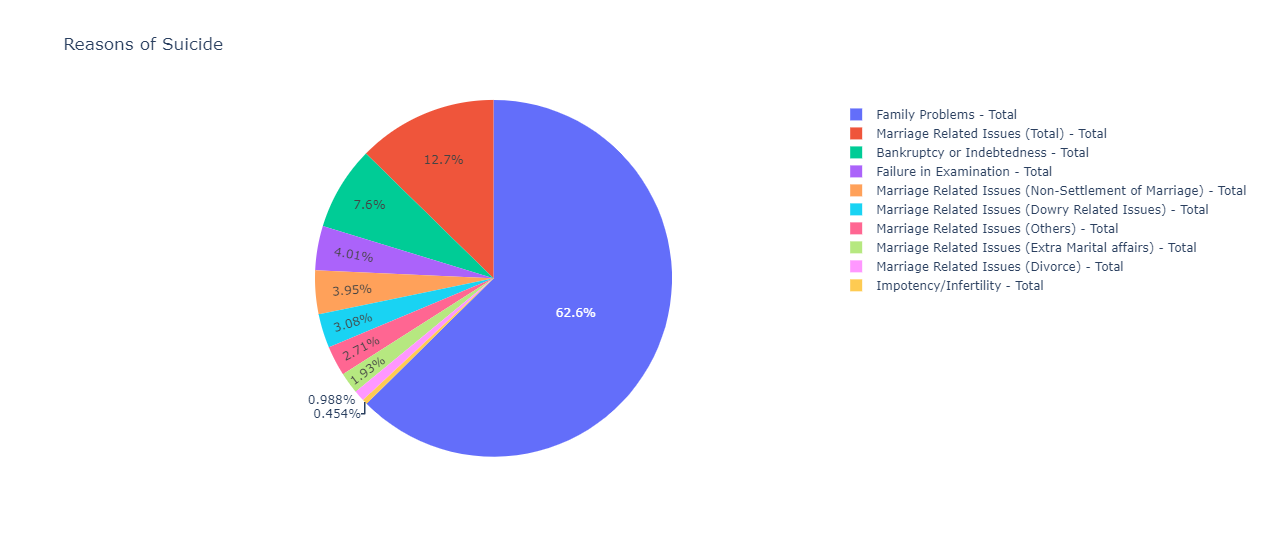 Reasons of Suicide
12.7%
7.6%
4.01%
3.95%
3.08%
2.71%
1.93%
0.988%
0.454%
62.6%
Family Problems - Total
Marriage Related Issues (Total) - Total
Bankruptcy or Indebtedness - Total
Failure in Examination - Total
Marriage Related Issues (Non-Settlement of Marriage) - Total
Marriage Related Issues (Dowry Related Issues) - Total
Marriage Related Issues (Others) - Total
Marriage Related Issues (Extra Marital affairs) - Total
Marriage Related Issues (Divorce) - Total
Impotency/Infertility - Total